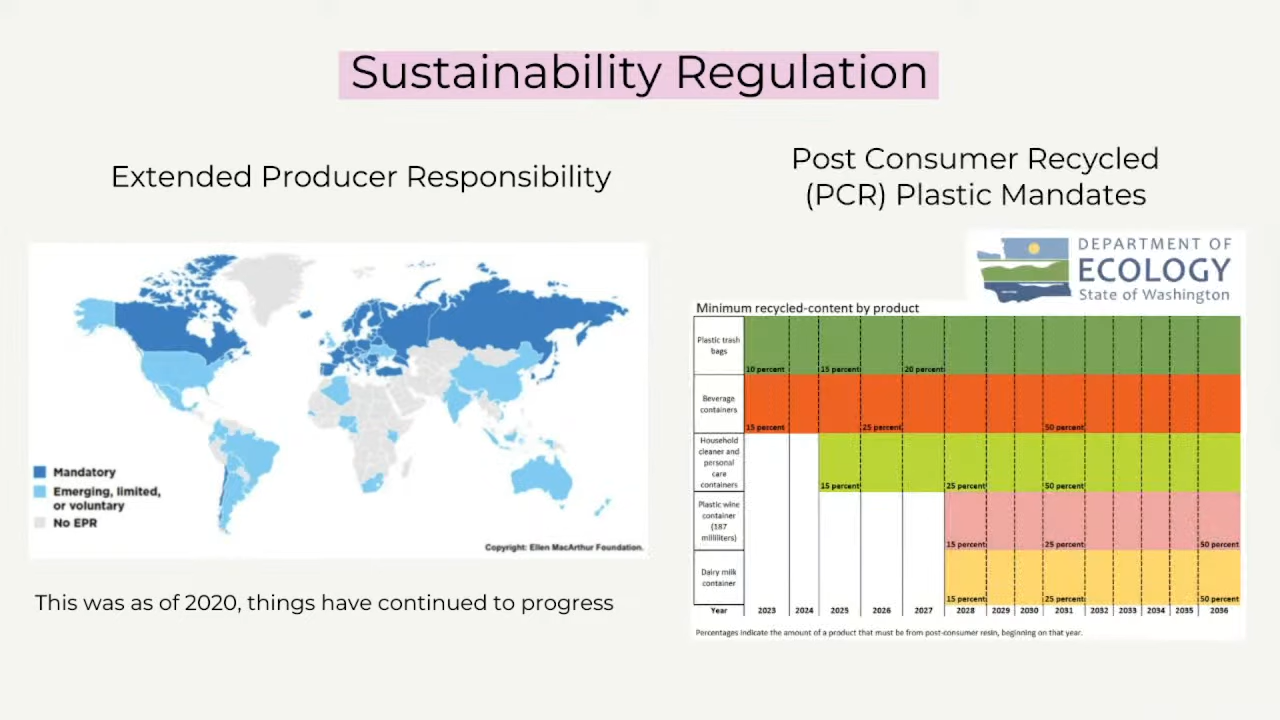 Sustainability Regulation
Extended Producer Responsibility
Mandatory
Emerging, limited,
or voluntary
No EPR
Copyright: Ellen MacArthur Foundation.
This was as of 2020, things have continued to progress
Post Consumer Recycled
(PCR) Plastic Mandates
DEPARTMENT OF
ECOLOGY
State of Washington
Minimum recycled-content by product
Plastic trash
bags
10 percent 15 percent 20 percent
Beverage
containers
15 percent 25 percent 50 percent
Household
cleaner and
personal
care
containers
15 percent 25 percent 50 percent
Plastic wine
container
(187
milliliters)
15 percent 25 percent 50 percent
Dairy milk
container
15 percent 25 percent 50 percent
Year 2023 2024 2025 2026 2027 2028 2029 2030 2031 2032 2033 2034 2035 2036
Percentages indicate the amount of a product that must be from post-consumer resin, beginning on that year.